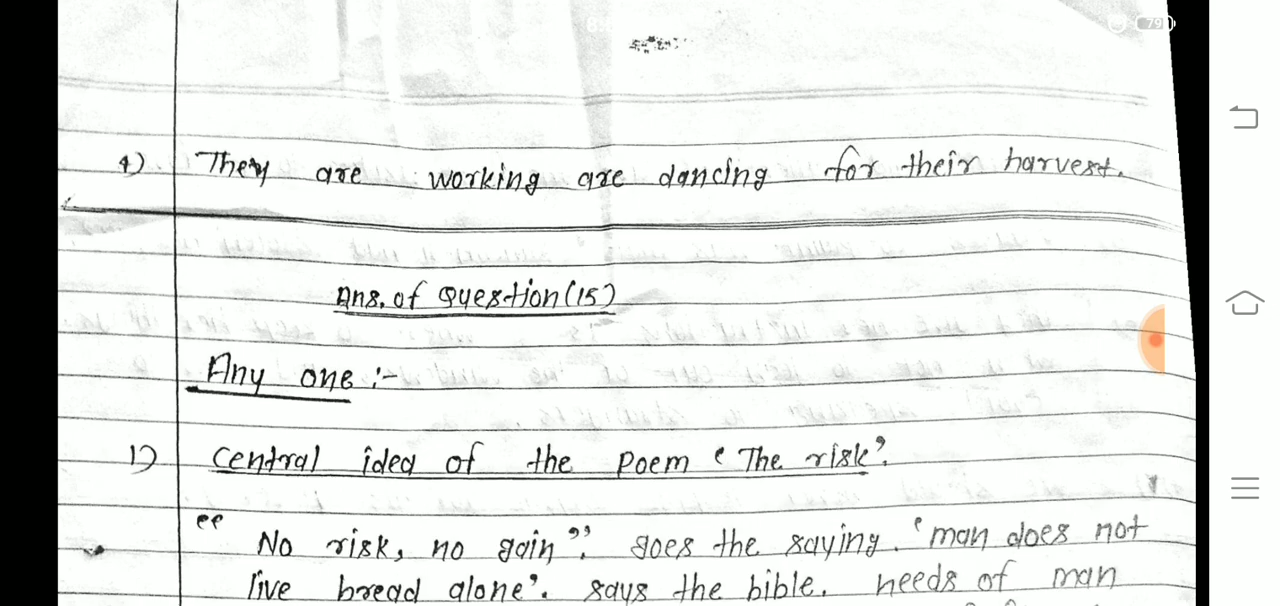 79
4) They are working are dancing for their harvest.
Ans. of Question (15)
Any one :-
1) central idea of the poem ‘The risk’.
“ No risk, no gain”. goes the saying. ‘man does not
live bread alone’. says the bible. needs of man